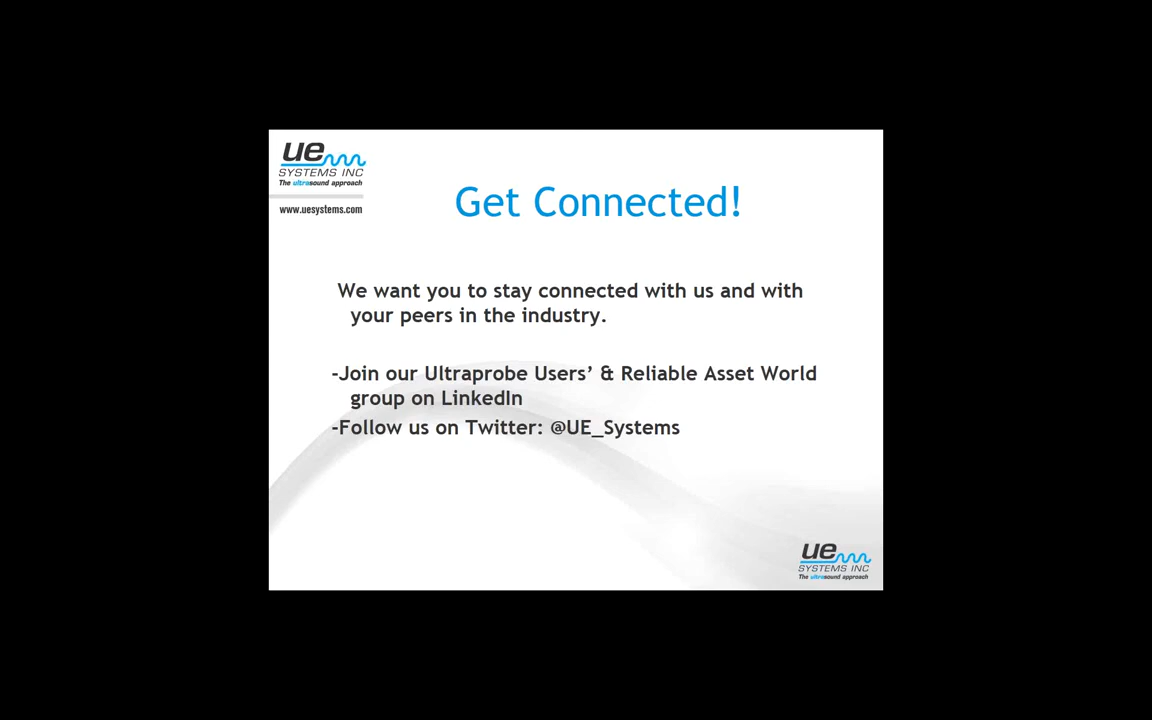 ue
SYSTEMS INC
The ultrasound approach
www.uesystems.com
Get Connected!
We want you to stay connected with us and with
your peers in the industry.
-Join our Ultraprobe Users’ & Reliable Asset World
group on LinkedIn
-Follow us on Twitter: @UE_Systems
ue
SYSTEMS INC
The ultrasound approach